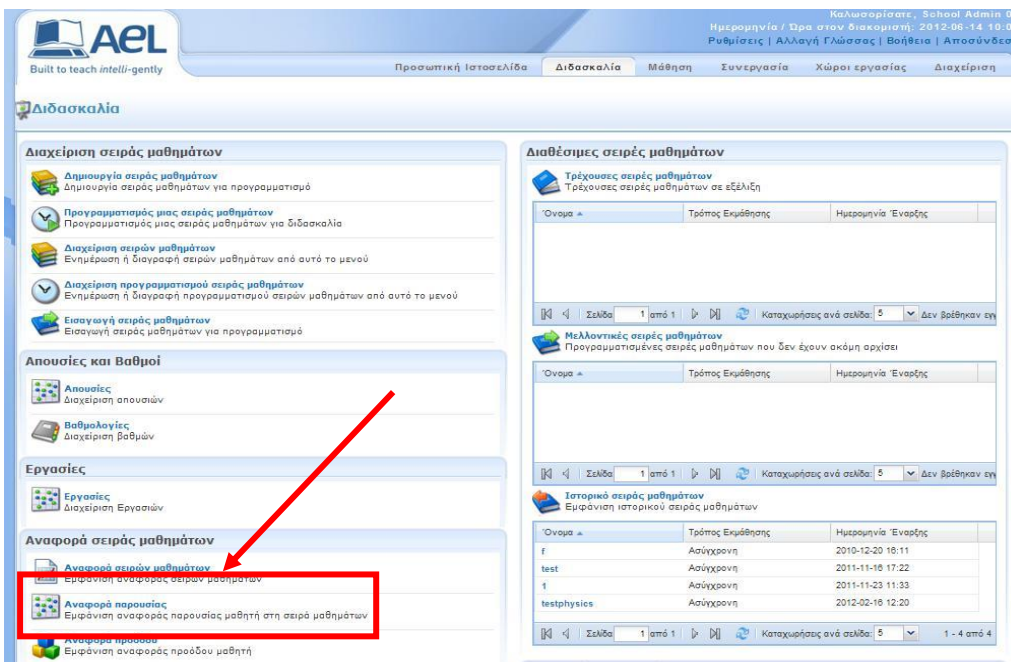 AeL
Built to teach intelli-gently
Καλωσορίσατε, School Admin
Ημερομηνία / Ώρα στον διακομιστή: 2012-06-14 10:0
Ρυθμίσεις | Αλλαγή Γλώσσας | Βοήθεια | Αποσύνδεσ
Προσωπική Ιστοσελίδα Διδασκαλία Μάθηση Συνεργασία Χώροι εργασίας Διαχείριση
Διδασκαλία
Διαχείριση σειράς μαθημάτων
Δημιουργία σειράς μαθημάτων
Δημιουργία σειράς μαθημάτων για προγραμματισμό
Προγραμματισμός μιας σειράς μαθημάτων
Προγραμματισμός μιας σειράς μαθημάτων για διδασκαλία
Διαχείριση σειρών μαθημάτων
Ενημέρωση ή διαγραφή σειρών μαθημάτων από αυτό το μενού
Διαχείριση προγραμματισμού σειράς μαθημάτων
Ενημέρωση ή διαγραφή προγραμματισμού σειρών μαθημάτων από αυτό το μενού
Εισαγωγή σειράς μαθημάτων
Εισαγωγή σειράς μαθημάτων για προγραμματισμό
Απουσίες και Βαθμοί
Απουσίες
Διαχείριση απουσιών
Βαθμολογίες
Διαχείριση βαθμών
Εργασίες
Εργασίες
Διαχείριση Εργασιών
Αναφορά σειράς μαθημάτων
Αναφορά σειρών μαθημάτων
Εμφάνιση αναφοράς σειρών μαθημάτων
Αναφορά παρουσίας
Εμφάνιση αναφοράς παρουσίας μαθητή στη σειρά μαθημάτων
Αναφορά προόδου
Εμφάνιση αναφοράς προόδου μαθητή
Διαθέσιμες σειρές μαθημάτων
Τρέχουσες σειρές μαθημάτων
Τρέχουσες σειρές μαθημάτων σε εξέλιξη
Όνομα Τρόπος Εκμάθησης Ημερομηνία Έναρξης
Σελίδα 1 από 1 Καταχωρήσεις ανά σελίδα: 5 Δεν βρέθηκαν εγγ
Μελλοντικές σειρές μαθημάτων
Προγραμματισμένες σειρές μαθημάτων που δεν έχουν ακόμη αρχίσει
Όνομα Τρόπος Εκμάθησης Ημερομηνία Έναρξης
Σελίδα 1 από 1 Καταχωρήσεις ανά σελίδα: 5 Δεν βρέθηκαν εγγ
Ιστορικό σειράς μαθημάτων
Εμφάνιση ιστορικού σειράς μαθημάτων
Όνομα Τρόπος Εκμάθησης Ημερομηνία Έναρξης
f Ασύγχρονη 2010-12-20 16:11
test Ασύγχρονη 2011-11-16 17:22
1 Ασύγχρονη 2011-11-23 11:33
testphysics Ασύγχρονη 2012-02-16 12:20
Σελίδα 1 από 1 Καταχωρήσεις ανά σελίδα: 5 1 - 4 από 4